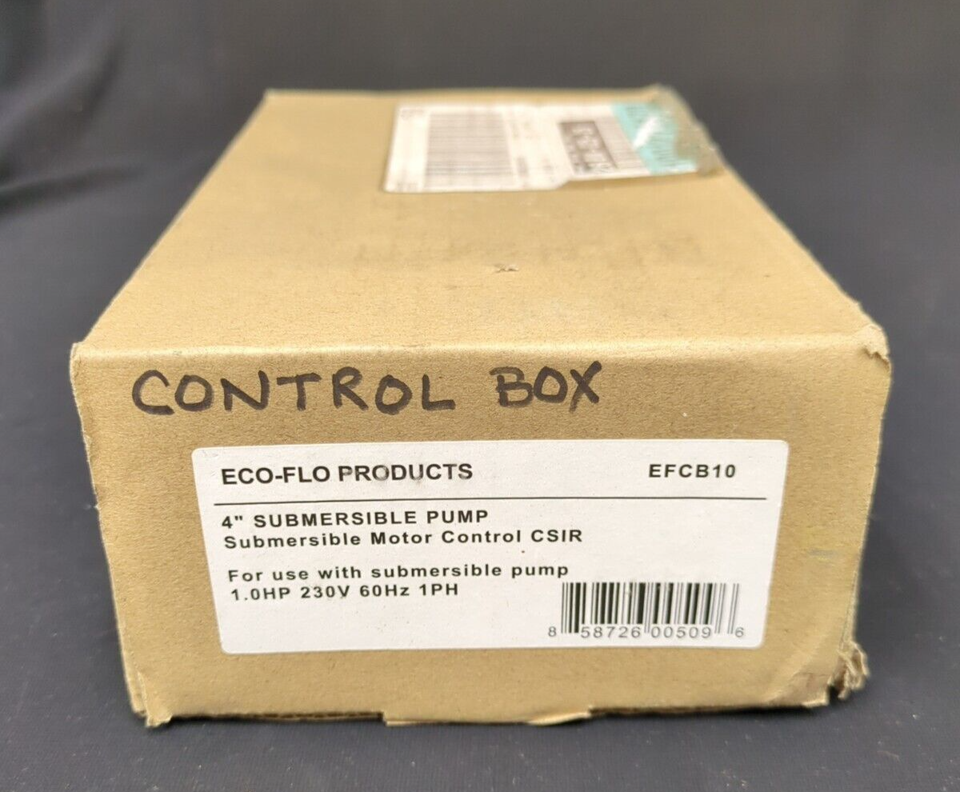 CONTROL BOX
ECO-FLO PRODUCTS EFCB10
4" SUBMERSIBLE PUMP
Submersible Motor Control CSIR
For use with submersible pump
1.0HP 230V 60Hz 1PH
8 58726 00509 6